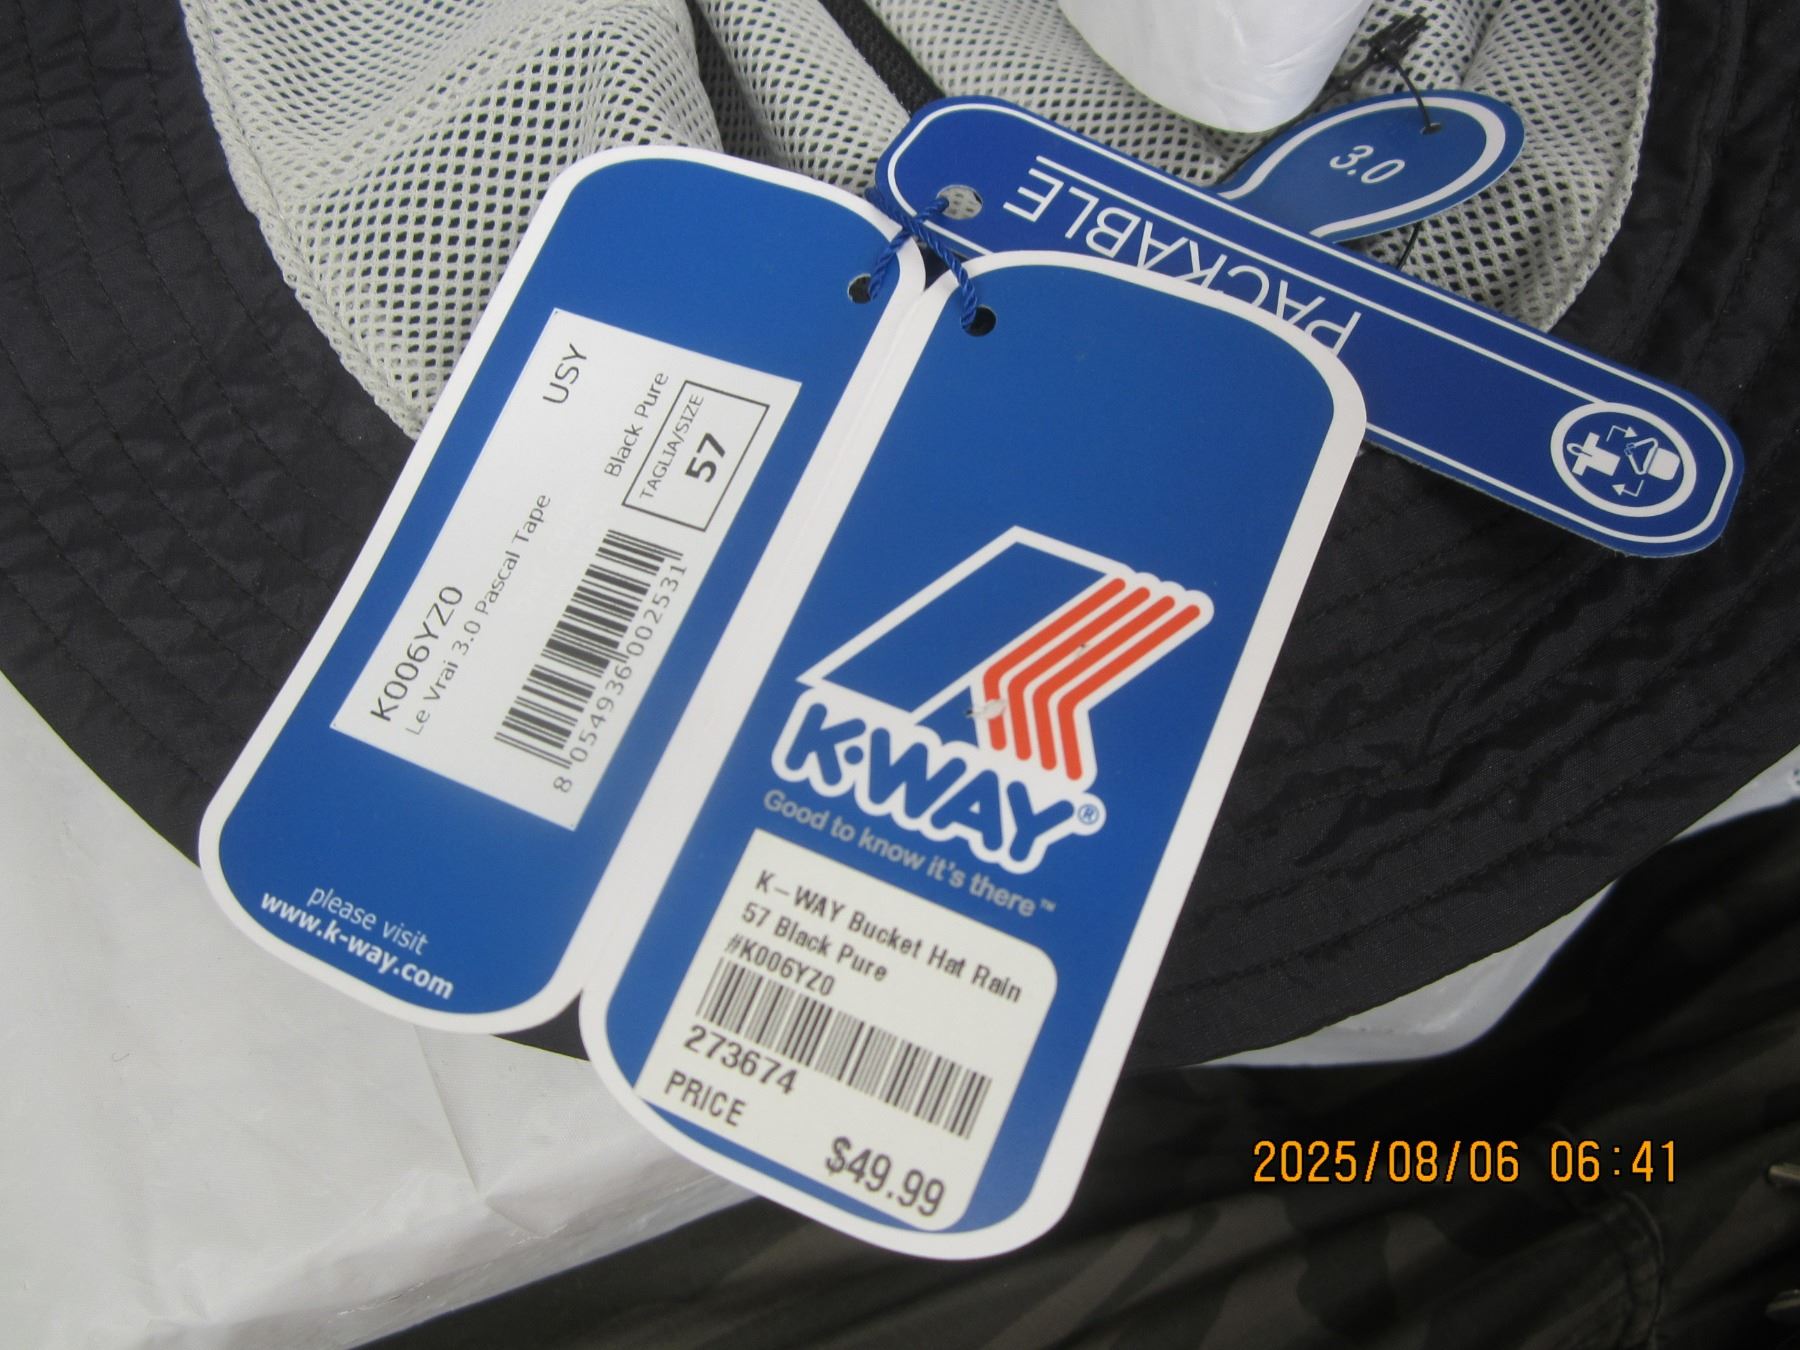 K006YZ0
USY
Le Vrai 3.0 Pascal Tape
Black Pure
TAGLIA/SIZE
57
8 054936 002531
please visit
www.k-way.com
K-WAY®
Good to know it's there™
K-WAY Bucket Hat Rain
57 Black Pure
#K006YZ0
273674
PRICE
$49.99
PACKABLE
3.0
2025/08/06 06:41